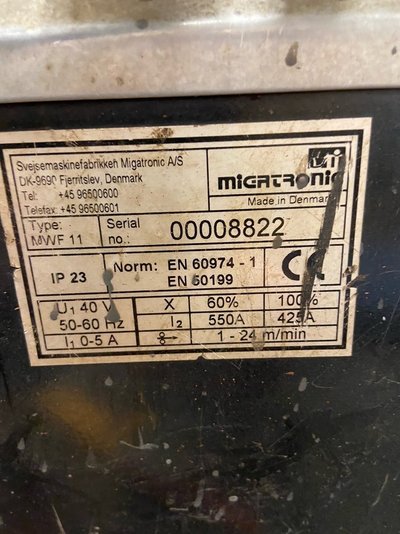 Svejsemaskinefabrikken Migatronic A/S
DK-9690 Fjerritslev, Denmark
Tel: +45 96500600
Telefax: +45 96500601
MIGATRONIC
Made in Denmark
Type: MWF 11
Serial no.: 00008822
IP 23
Norm: EN 60974 - 1
EN 50199
CE
U1 40 V
50-60 Hz
I1 0-5 A
X 60% 100%
I2 550A 425A
1 - 24 m/min